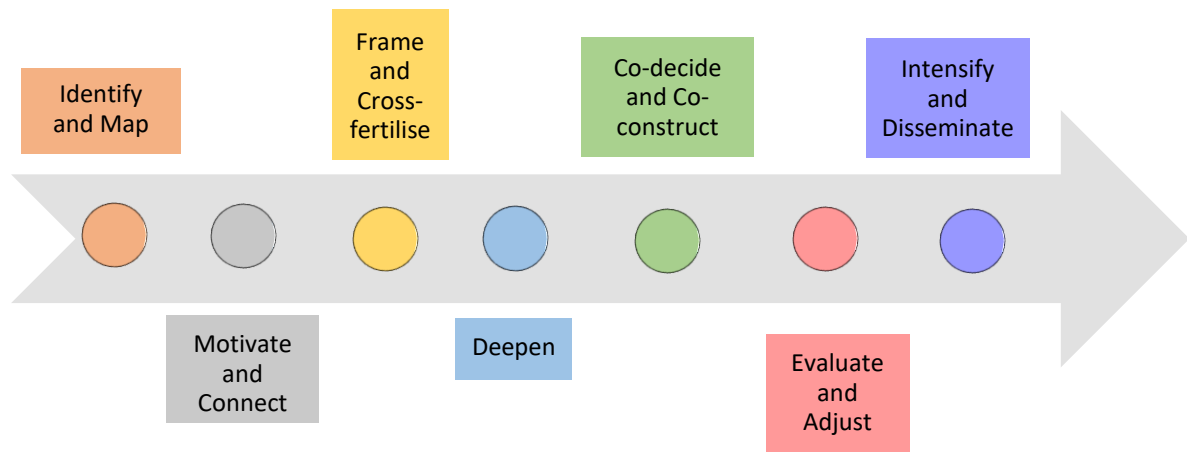 Identify
and Map
Motivate
and
Connect
Frame
and
Cross-
fertilise
Deepen
Co-decide
and Co-
construct
Evaluate
and
Adjust
Intensify
and
Disseminate